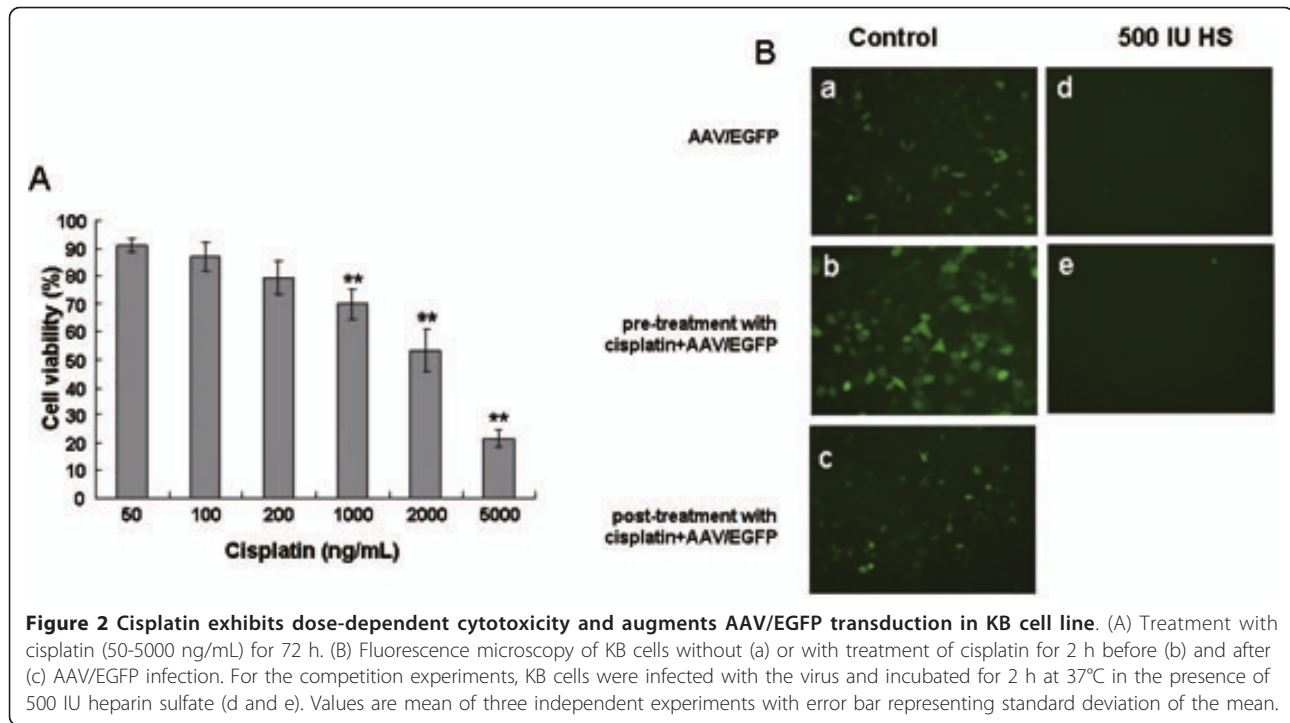 Control
500 IU HS
B
a
d
AAV/EGFP
b
e
pre-treatment with
cisplatin+AAV/EGFP
c
post-treatment with
cisplatin+AAV/EGFP
A
Cell viability (%)
100
90
80
70
60
50
40
30
20
10
0
**
**
**
50
100
200
1000
2000
5000
Cisplatin (ng/mL)
Figure 2 Cisplatin exhibits dose-dependent cytotoxicity and augments AAV/EGFP transduction in KB cell line. (A) Treatment with
cisplatin (50-5000 ng/mL) for 72 h. (B) Fluorescence microscopy of KB cells without (a) or with treatment of cisplatin for 2 h before (b) and after
(c) AAV/EGFP infection. For the competition experiments, KB cells were infected with the virus and incubated for 2 h at 37°C in the presence of
500 IU heparin sulfate (d and e). Values are mean of three independent experiments with error bar representing standard deviation of the mean.